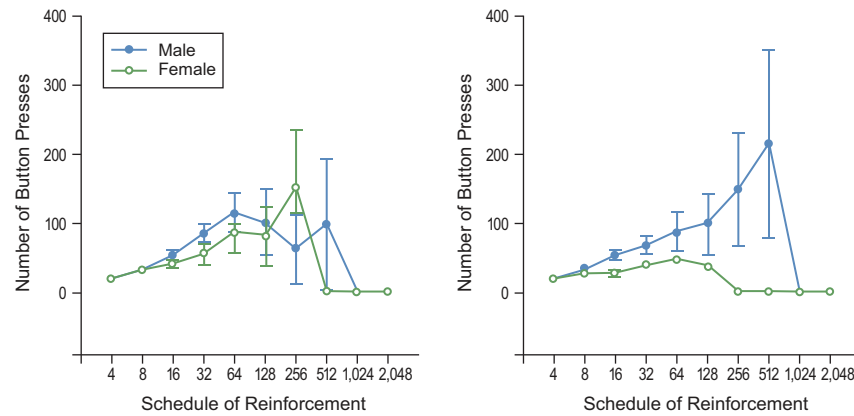 400
300
200
100
0
Number of Button Presses
Male
Female
4 8 16 32 64 128 256 512 1,024 2,048
Schedule of Reinforcement
400
300
200
100
0
Number of Button Presses
4 8 16 32 64 128 256 512 1,024 2,048
Schedule of Reinforcement